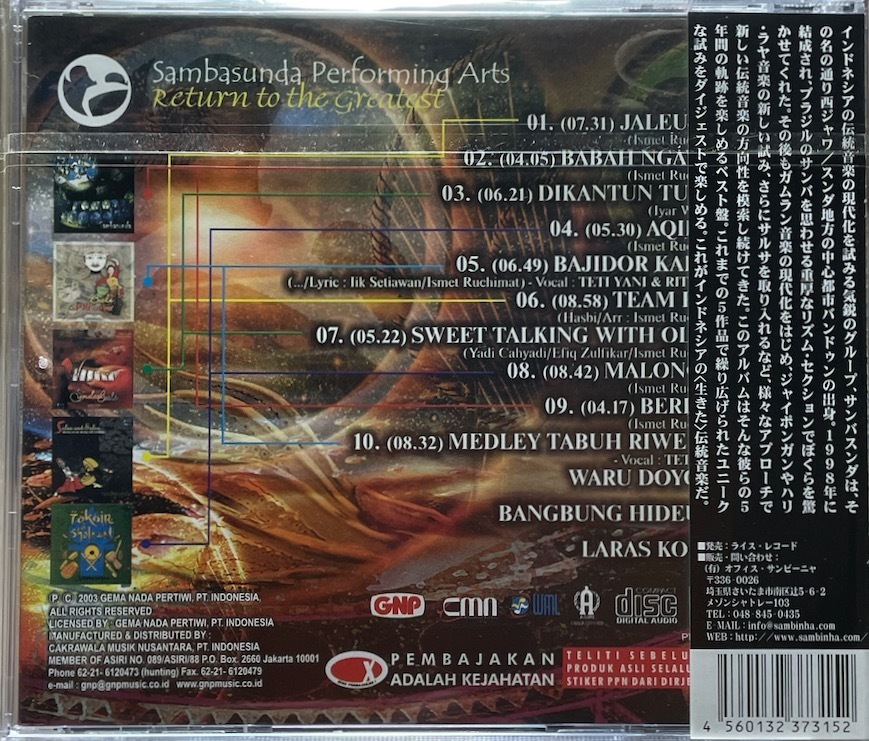 Sambasunda Performing Arts
Return to the Greatest
01. (07.31) JALEU
(Ismet Ruc
02. (04.05) BABAH NGA
(Ismet Ruc
03. (06.21) DIKANTUN TU
(Iyar W
04. (05.30) AQI
(Ismet Ruc
05. (06.49) BAJIDOR KA
(.../Lyric : Iik Setiawan/Ismet Ruchimat) - Vocal : TETI YANI & RIT
06. (08.58) TEAM
(Hasbi/Arr : Ismet R
07. (05.22) SWEET TALKING WITH OL
(Yadi Cahyadi/Efiq Zulfikar/Ismet R
08. (08.42) MALON
(Ismet Ruc
09. (04.17) BER
(Ismet Ruc
10. (08.32) MEDLEY TABUH RIWE
- Vocal : TET
WARU DOYO
BANGBUNG HIDEU
LARAS KO
(P) (C) 2003 GEMA NADA PERTIWI, PT. INDONESIA,
ALL RIGHTS RESERVED
LICENSED BY : GEMA NADA PERTIWI, PT. INDONESIA
MANUFACTURED & DISTRIBUTED BY :
CAKRAWALA MUSIK NUSANTARA, PT. INDONESIA
MEMBER OF ASIRI NO. 089/ASIRI/88 P.O. Box. 2660 Jakarta 10001
Phone 62-21- 6120473 (hunting) Fax. 62-21- 6120479
e-mail : gnp@gnpmusic.co.id www.gnpmusic.co.id
GNP cmn WML COMPACT disc DIGITAL AUDIO
PEMBAJAKAN
ADALAH KEJAHATAN
TELITI SEBELU
PRODUK ASLI SELALU
STIKER PPN DARI DIRJE
インドネシアの伝統音楽の現代化を試みる気鋭のグループ、サンバスンダは、そ
の名の通り西ジャワ/スンダ地方の中心都市バンドゥンの出身。1998年に
結成され、ブラジルのサンバを思わせる重厚なリズム・セクションでぼくらを驚
かせてくれた。その後もガムラン音楽の現代化をはじめ、ジャイポンガンやハリ
・ラヤ音楽の新しい試み、さらにサルサを取り入れるなど、様々なアプローチで
新しい伝統音楽の方向性を模索し続けてきた。このアルバムはそんな彼らの5
年間の軌跡を楽しめるベスト盤。これまでの5作品で繰り広げられたユニーク
な試みをダイジェストで楽しめる。これがインドネシアの〈生きた〉伝統音楽だ。
■発売：ライス・レコード
■販売・問い合わせ：
(有) オフィス・サンビーニャ
〒336-0026
埼玉県さいたま市南区辻5-6-2
メゾンシャトレー103
TEL: 048-845-0435
E-MAIL: info@sambinha.com
WEB: http://www.sambinha.com/
4 560132 373152